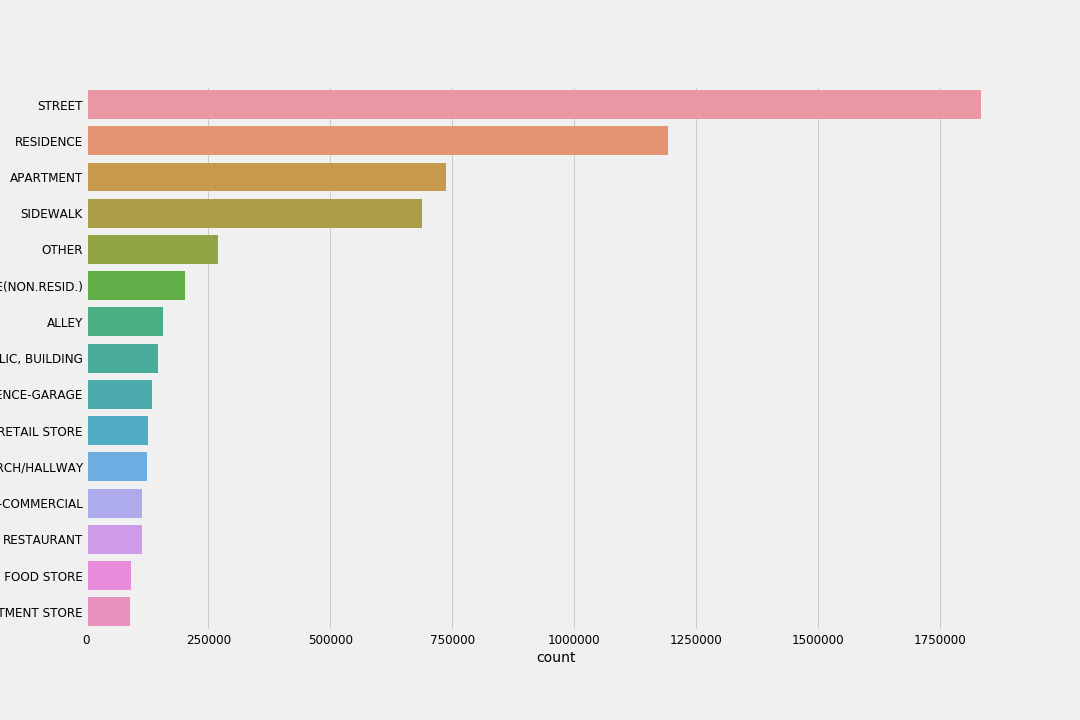 STREET
RESIDENCE
APARTMENT
SIDEWALK
OTHER
E(NON.RESID.)
ALLEY
LIC, BUILDING
ENCE-GARAGE
RETAIL STORE
RCH/HALLWAY
-COMMERCIAL
RESTAURANT
FOOD STORE
TMENT STORE
0 250000 500000 750000 1000000 1250000 1500000 1750000
count